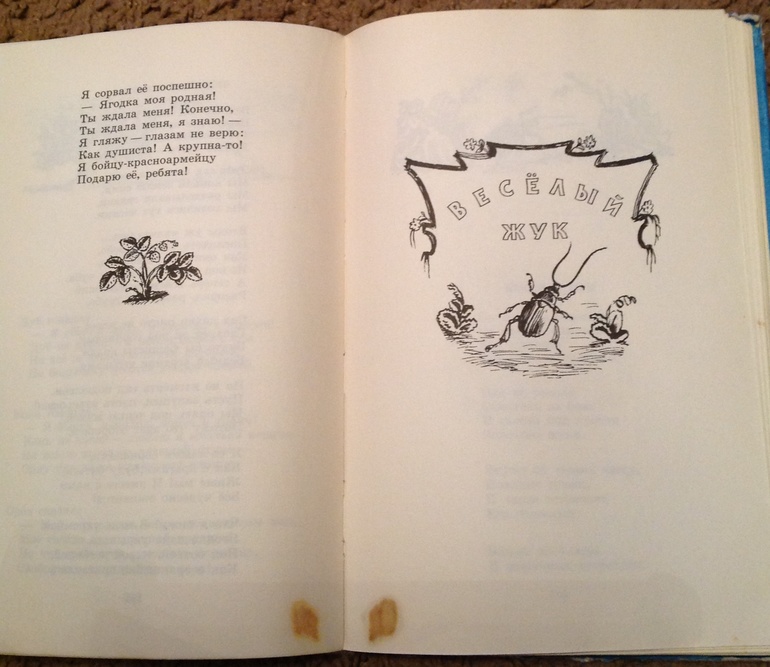 Я сорвал её поспешно:
— Ягодка моя родная!
Ты ждала меня! Конечно,
Ты ждала меня, я знаю! —
Я гляжу — глазам не верю:
Как душиста! А крупна-то!
Я бойцу-красноармейцу
Подарю её, ребята!
ВЕСЁЛЫЙ
ЖУК